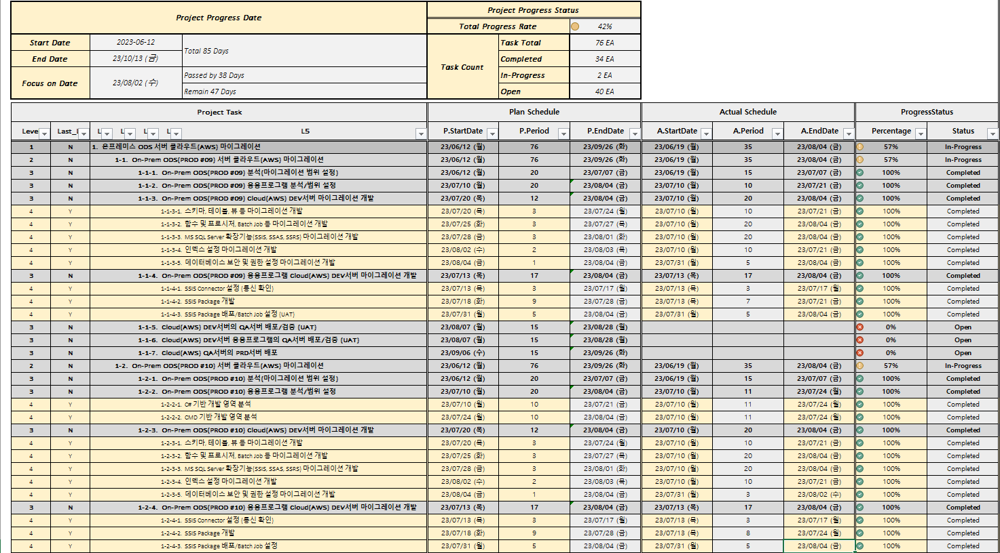 Project Progress Date
Project Progress Status
Total Progress Rate 42%
Start Date 2023-06-12 Total 85 Days
End Date 23/10/13 (금)
Focus on Date 23/08/02 (수) Passed by 38 Days
Remain 47 Days
Task Count
Task Total 76 EA
Completed 34 EA
In-Progress 2 EA
Open 40 EA
Project Task Plan Schedule Actual Schedule ProgressStatus
Leve Last_ L L L L L5 P.StartDate P.Period P.EndDate A.StartDate A.Period A.EndDate Percentage Status
1 N 1. 온프레미스 ODS 서버 클라우드(AWS) 마이그레이션 23/06/12 (월) 76 23/09/26 (화) 23/06/19 (월) 35 23/08/04 (금) 57% In-Progress
2 N 1-1. On-Prem ODS(PROD #09) 서버 클라우드(AWS) 마이그레이션 23/06/12 (월) 76 23/09/26 (화) 23/06/19 (월) 35 23/08/04 (금) 57% In-Progress
3 N 1-1-1. On-Prem ODS(PROD #09) 분석(마이그레이션 범위 설정) 23/06/12 (월) 20 23/07/07 (금) 23/06/19 (월) 15 23/07/07 (금) 100% Completed
3 N 1-1-2. On-Prem ODS(PROD #09) 응용프로그램 분석/범위 설정 23/07/10 (월) 20 23/08/04 (금) 23/07/10 (월) 10 23/07/21 (금) 100% Completed
3 N 1-1-3. On-Prem ODS(PROD #09) Cloud(AWS) DEV서버 마이그레이션 개발 23/07/20 (목) 12 23/08/04 (금) 23/07/10 (월) 20 23/08/04 (금) 100% Completed
4 Y 1-1-3-1. 스키마, 테이블, 뷰 등 마이그레이션 개발 23/07/20 (목) 3 23/07/24 (월) 23/07/10 (월) 10 23/07/21 (금) 100% Completed
4 Y 1-1-3-2. 함수 및 프로시저, Batch Job 등 마이그레이션 개발 23/07/25 (화) 3 23/07/27 (목) 23/07/10 (월) 20 23/08/04 (금) 100% Completed
4 Y 1-1-3-3. MS SQL Server 확장기능(SSIS, SSAS, SSRS) 마이그레이션 개발 23/07/28 (금) 3 23/08/01 (화) 23/07/10 (월) 20 23/08/04 (금) 100% Completed
4 Y 1-1-3-4. 인덱스 설정 마이그레이션 개발 23/08/02 (수) 2 23/08/03 (목) 23/07/10 (월) 10 23/07/21 (금) 100% Completed
4 Y 1-1-3-5. 데이터베이스 보안 및 권한 설정 마이그레이션 개발 23/08/04 (금) 1 23/08/04 (금) 23/07/31 (월) 5 23/08/04 (금) 100% Completed
3 N 1-1-4. On-Prem ODS(PROD #09) 응용프로그램 Cloud(AWS) DEV서버 마이그레이션 개발 23/07/13 (목) 17 23/08/04 (금) 23/07/13 (목) 17 23/08/04 (금) 100% Completed
4 Y 1-1-4-1. SSIS Connector 설정 (통신 확인) 23/07/13 (목) 3 23/07/17 (월) 23/07/13 (목) 3 23/07/17 (월) 100% Completed
4 Y 1-1-4-2. SSIS Package 개발 23/07/18 (화) 9 23/07/28 (금) 23/07/13 (목) 7 23/07/21 (금) 100% Completed
4 Y 1-1-4-3. SSIS Package 배포/Batch Job 설정 (UAT) 23/07/31 (월) 5 23/08/04 (금) 23/07/31 (월) 5 23/08/04 (금) 100% Completed
3 N 1-1-5. Cloud(AWS) DEV서버의 QA서버 배포/검증 (UAT) 23/08/07 (월) 15 23/08/28 (월) 0% Open
3 N 1-1-6. Cloud(AWS) DEV서버 응용프로그램의 QA서버 배포/검증 (UAT) 23/08/07 (월) 15 23/08/28 (월) 0% Open
3 N 1-1-7. Cloud(AWS) QA서버의 PRD서버 배포 23/09/06 (수) 15 23/09/26 (화) 0% Open
2 N 1-2. On-Prem ODS(PROD #10) 서버 클라우드(AWS) 마이그레이션 23/06/12 (월) 76 23/09/26 (화) 23/06/19 (월) 35 23/08/04 (금) 57% In-Progress
3 N 1-2-1. On-Prem ODS(PROD #10) 분석(마이그레이션 범위 설정) 23/06/12 (월) 20 23/07/07 (금) 23/06/19 (월) 15 23/07/07 (금) 100% Completed
3 N 1-2-2. On-Prem ODS(PROD #10) 응용프로그램 분석/범위 설정 23/07/10 (월) 20 23/08/04 (금) 23/07/10 (월) 11 23/07/24 (월) 100% Completed
4 Y 1-2-2-1. C# 기반 개발 영역 분석 23/07/10 (월) 10 23/07/21 (금) 23/07/10 (월) 11 23/07/24 (월) 100% Completed
4 Y 1-2-2-2. CMD 기반 개발 영역 분석 23/07/24 (월) 10 23/08/04 (금) 23/07/10 (월) 11 23/07/24 (월) 100% Completed
3 N 1-2-3. On-Prem ODS(PROD #10) Cloud(AWS) DEV서버 마이그레이션 개발 23/07/20 (목) 12 23/08/04 (금) 23/07/10 (월) 20 23/08/04 (금) 100% Completed
4 Y 1-2-3-1. 스키마, 테이블, 뷰 등 마이그레이션 개발 23/07/20 (목) 3 23/07/24 (월) 23/07/10 (월) 10 23/07/21 (금) 100% Completed
4 Y 1-2-3-2. 함수 및 프로시저, Batch Job 등 마이그레이션 개발 23/07/25 (화) 3 23/07/27 (목) 23/07/10 (월) 20 23/08/04 (금) 100% Completed
4 Y 1-2-3-3. MS SQL Server 확장기능(SSIS, SSAS, SSRS) 마이그레이션 개발 23/07/28 (금) 3 23/08/01 (화) 23/07/10 (월) 20 23/08/04 (금) 100% Completed
4 Y 1-2-3-4. 인덱스 설정 마이그레이션 개발 23/08/02 (수) 2 23/08/03 (목) 23/07/10 (월) 10 23/07/21 (금) 100% Completed
4 Y 1-2-3-5. 데이터베이스 보안 및 권한 설정 마이그레이션 개발 23/08/04 (금) 1 23/08/04 (금) 23/07/31 (월) 3 23/08/02 (수) 100% Completed
3 N 1-2-4. On-Prem ODS(PROD #10) 응용프로그램 Cloud(AWS) DEV서버 마이그레이션 개발 23/07/13 (목) 17 23/08/04 (금) 23/07/13 (목) 17 23/08/04 (금) 100% Completed
4 Y 1-2-4-1. SSIS Connector 설정 (통신 확인) 23/07/13 (목) 3 23/07/17 (월) 23/07/13 (목) 3 23/07/17 (월) 100% Completed
4 Y 1-2-4-2. SSIS Package 개발 23/07/18 (화) 9 23/07/28 (금) 23/07/13 (목) 8 23/07/24 (월) 100% Completed
4 Y 1-2-4-3. SSIS Package 배포/Batch Job 설정 23/07/31 (월) 5 23/08/04 (금) 23/07/31 (월) 5 23/08/04 (금) 100% Completed